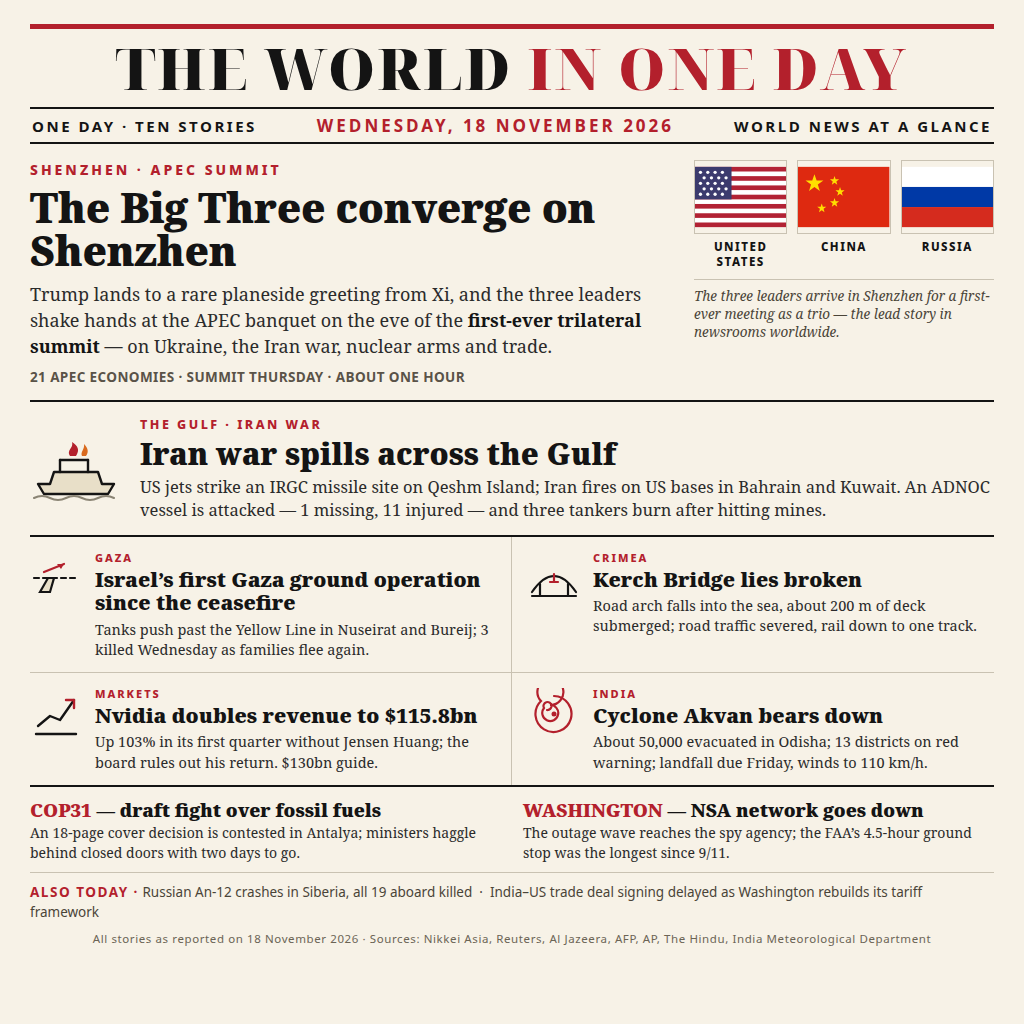 THE WORLD IN ONE DAY
ONE DAY · TEN STORIES
WEDNESDAY, 18 NOVEMBER 2026
WORLD NEWS AT A GLANCE
SHENZHEN · APEC SUMMIT
The Big Three converge on
Shenzhen
Trump lands to a rare planeside greeting from Xi, and the three leaders
shake hands at the APEC banquet on the eve of the first-ever trilateral
summit — on Ukraine, the Iran war, nuclear arms and trade.
21 APEC ECONOMIES · SUMMIT THURSDAY · ABOUT ONE HOUR
UNITED
STATES
CHINA
RUSSIA
The three leaders arrive in Shenzhen for a first-
ever meeting as a trio — the lead story in
newsrooms worldwide.
THE GULF · IRAN WAR
Iran war spills across the Gulf
US jets strike an IRGC missile site on Qeshm Island; Iran fires on US bases in Bahrain and Kuwait. An ADNOC
vessel is attacked — 1 missing, 11 injured — and three tankers burn after hitting mines.
GAZA
Israel’s first Gaza ground operation
since the ceasefire
Tanks push past the Yellow Line in Nuseirat and Bureij; 3
killed Wednesday as families flee again.
CRIMEA
Kerch Bridge lies broken
Road arch falls into the sea, about 200 m of deck
submerged; road traffic severed, rail down to one track.
MARKETS
Nvidia doubles revenue to $115.8bn
Up 103% in its first quarter without Jensen Huang; the
board rules out his return. $130bn guide.
INDIA
Cyclone Akvan bears down
About 50,000 evacuated in Odisha; 13 districts on red
warning; landfall due Friday, winds to 110 km/h.
COP31 — draft fight over fossil fuels
An 18-page cover decision is contested in Antalya; ministers haggle
behind closed doors with two days to go.
WASHINGTON — NSA network goes down
The outage wave reaches the spy agency; the FAA’s 4.5-hour ground
stop was the longest since 9/11.
ALSO TODAY · Russian An-12 crashes in Siberia, all 19 aboard killed · India–US trade deal signing delayed as Washington rebuilds its tariff
framework
All stories as reported on 18 November 2026 · Sources: Nikkei Asia, Reuters, Al Jazeera, AFP, AP, The Hindu, India Meteorological Department